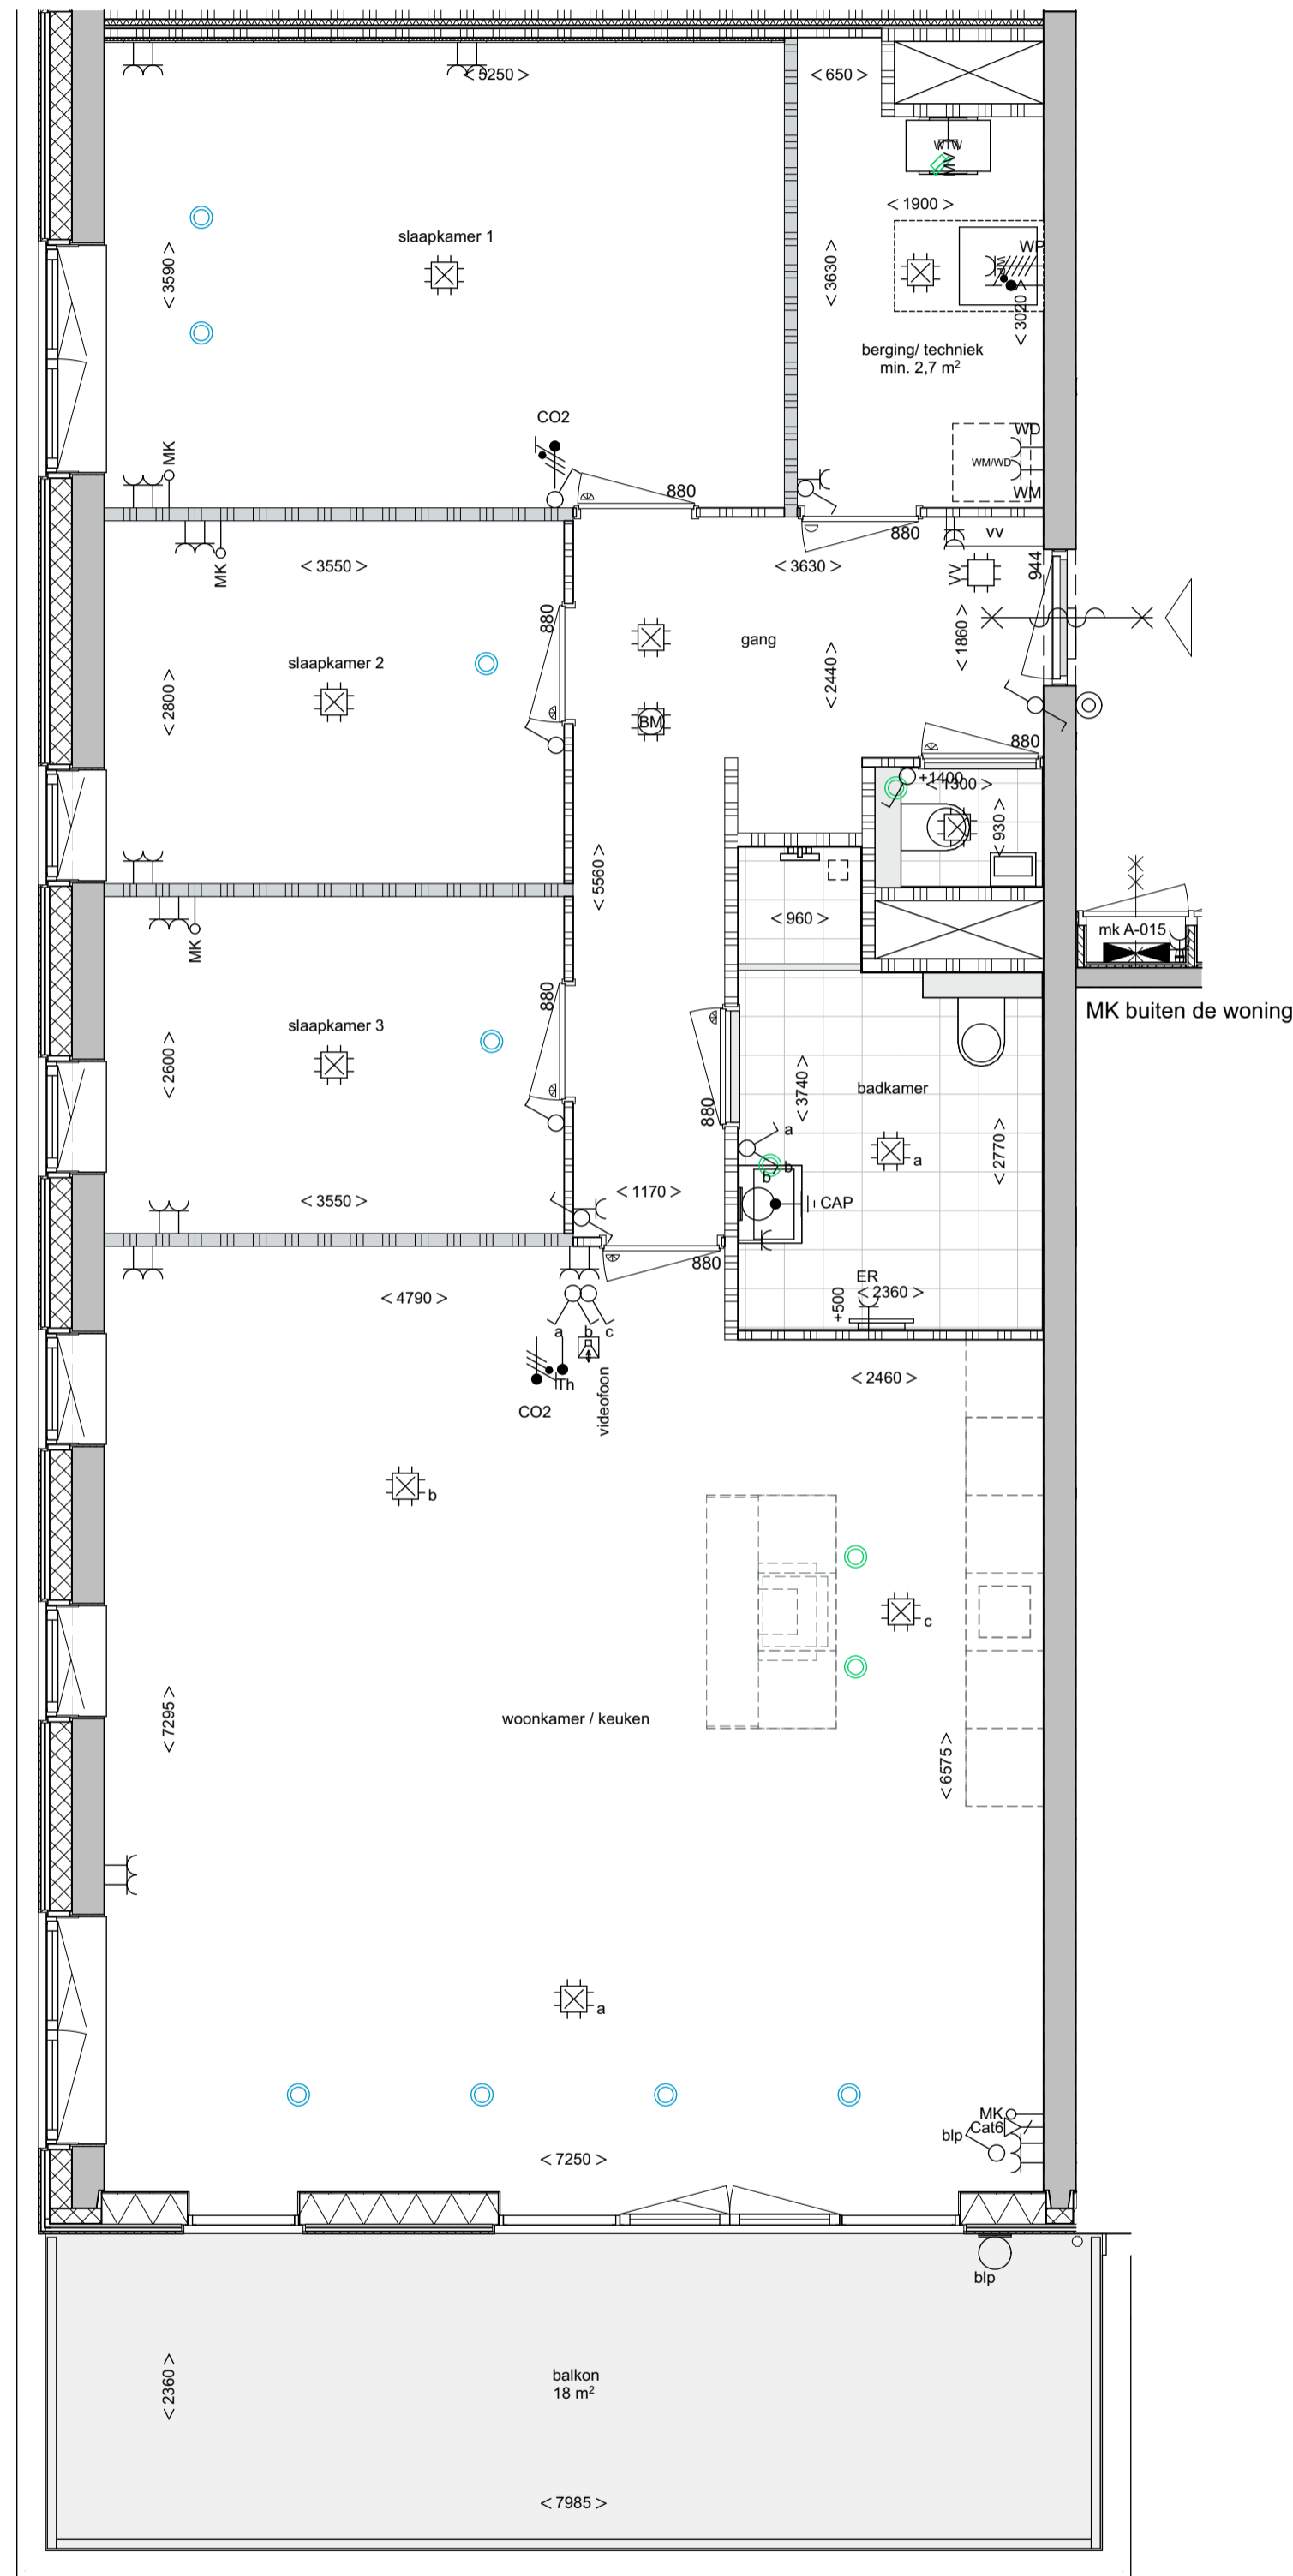 < 5250 >
< 650 >
WTW
MV
< 1900 >
slaapkamer 1
< 3590 >
< 3630 >
WP
< 3020 >
berging/ techniek
min. 2,7 m²
CO2
WD
WM/WD
WM
MK
880
880
vv
VV
944
MK
< 3550 >
< 3630 >
880
gang
< 1860 >
slaapkamer 2
< 2440 >
< 2800 >
BM
880
+1400
< 1300 >
< 930 >
< 5560 >
< 960 >
mk A-015
MK
MK buiten de woning
880
slaapkamer 3
< 2600 >
< 3740 >
badkamer
880
a
b
b
a
< 2770 >
< 3550 >
< 1170 >
CAP
880
ER
< 2360 >
+500
< 4790 >
a
b
c
Th
videofoon
CO2
< 2460 >
b
c
woonkamer / keuken
< 7295 >
< 6575 >
a
MK
Cat6
blp
< 7250 >
blp
balkon
18 m²
< 2360 >
< 7985 >